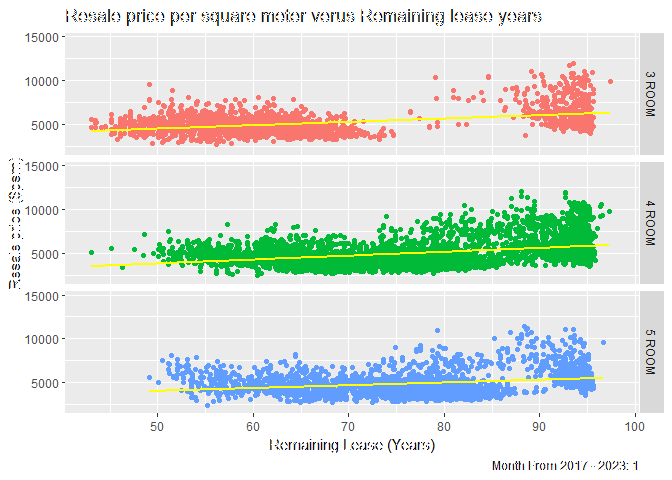 Resale price per square meter verus Remaining lease years
15000
10000
5000
3 ROOM
15000
10000
5000
4 ROOM
15000
10000
5000
5 ROOM
Resale price ($psm)
50
60
70
80
90
100
Remaining Lease (Years)
Month From 2017 - 2023: 1